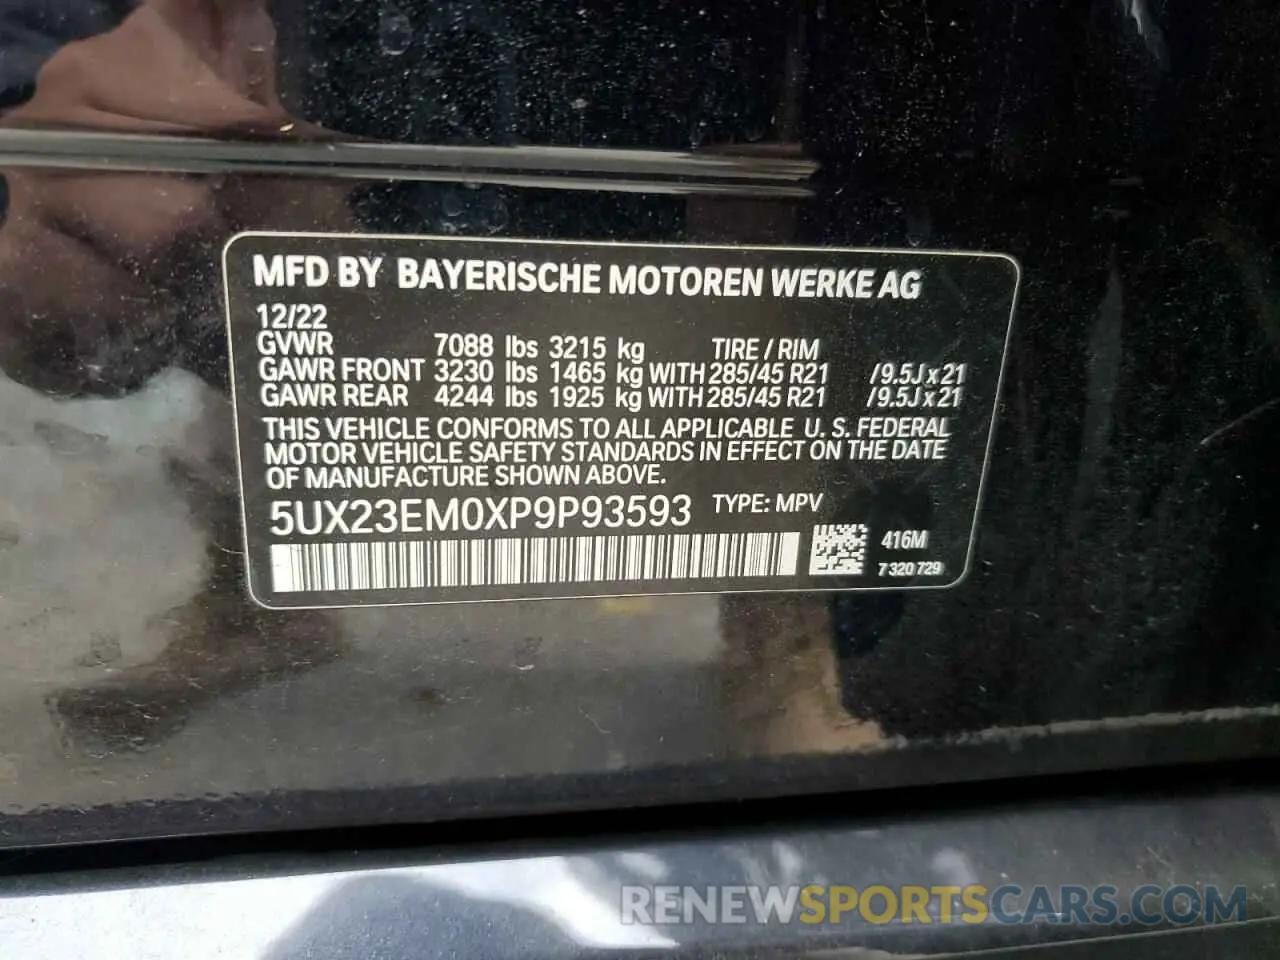 MFD BY BAYERISCHE MOTOREN WERKE AG
12/22
GVWR 7088 lbs 3215 kg TIRE / RIM
GAWR FRONT 3230 lbs 1465 kg WITH 285/45 R21 /9.5J x 21
GAWR REAR 4244 lbs 1925 kg WITH 285/45 R21 /9.5J x 21
THIS VEHICLE CONFORMS TO ALL APPLICABLE U. S. FEDERAL
MOTOR VEHICLE SAFETY STANDARDS IN EFFECT ON THE DATE
OF MANUFACTURE SHOWN ABOVE.
5UX23EM0XP9P93593 TYPE: MPV
416M
7 320 729
RENEWSPORTSCARS.COM